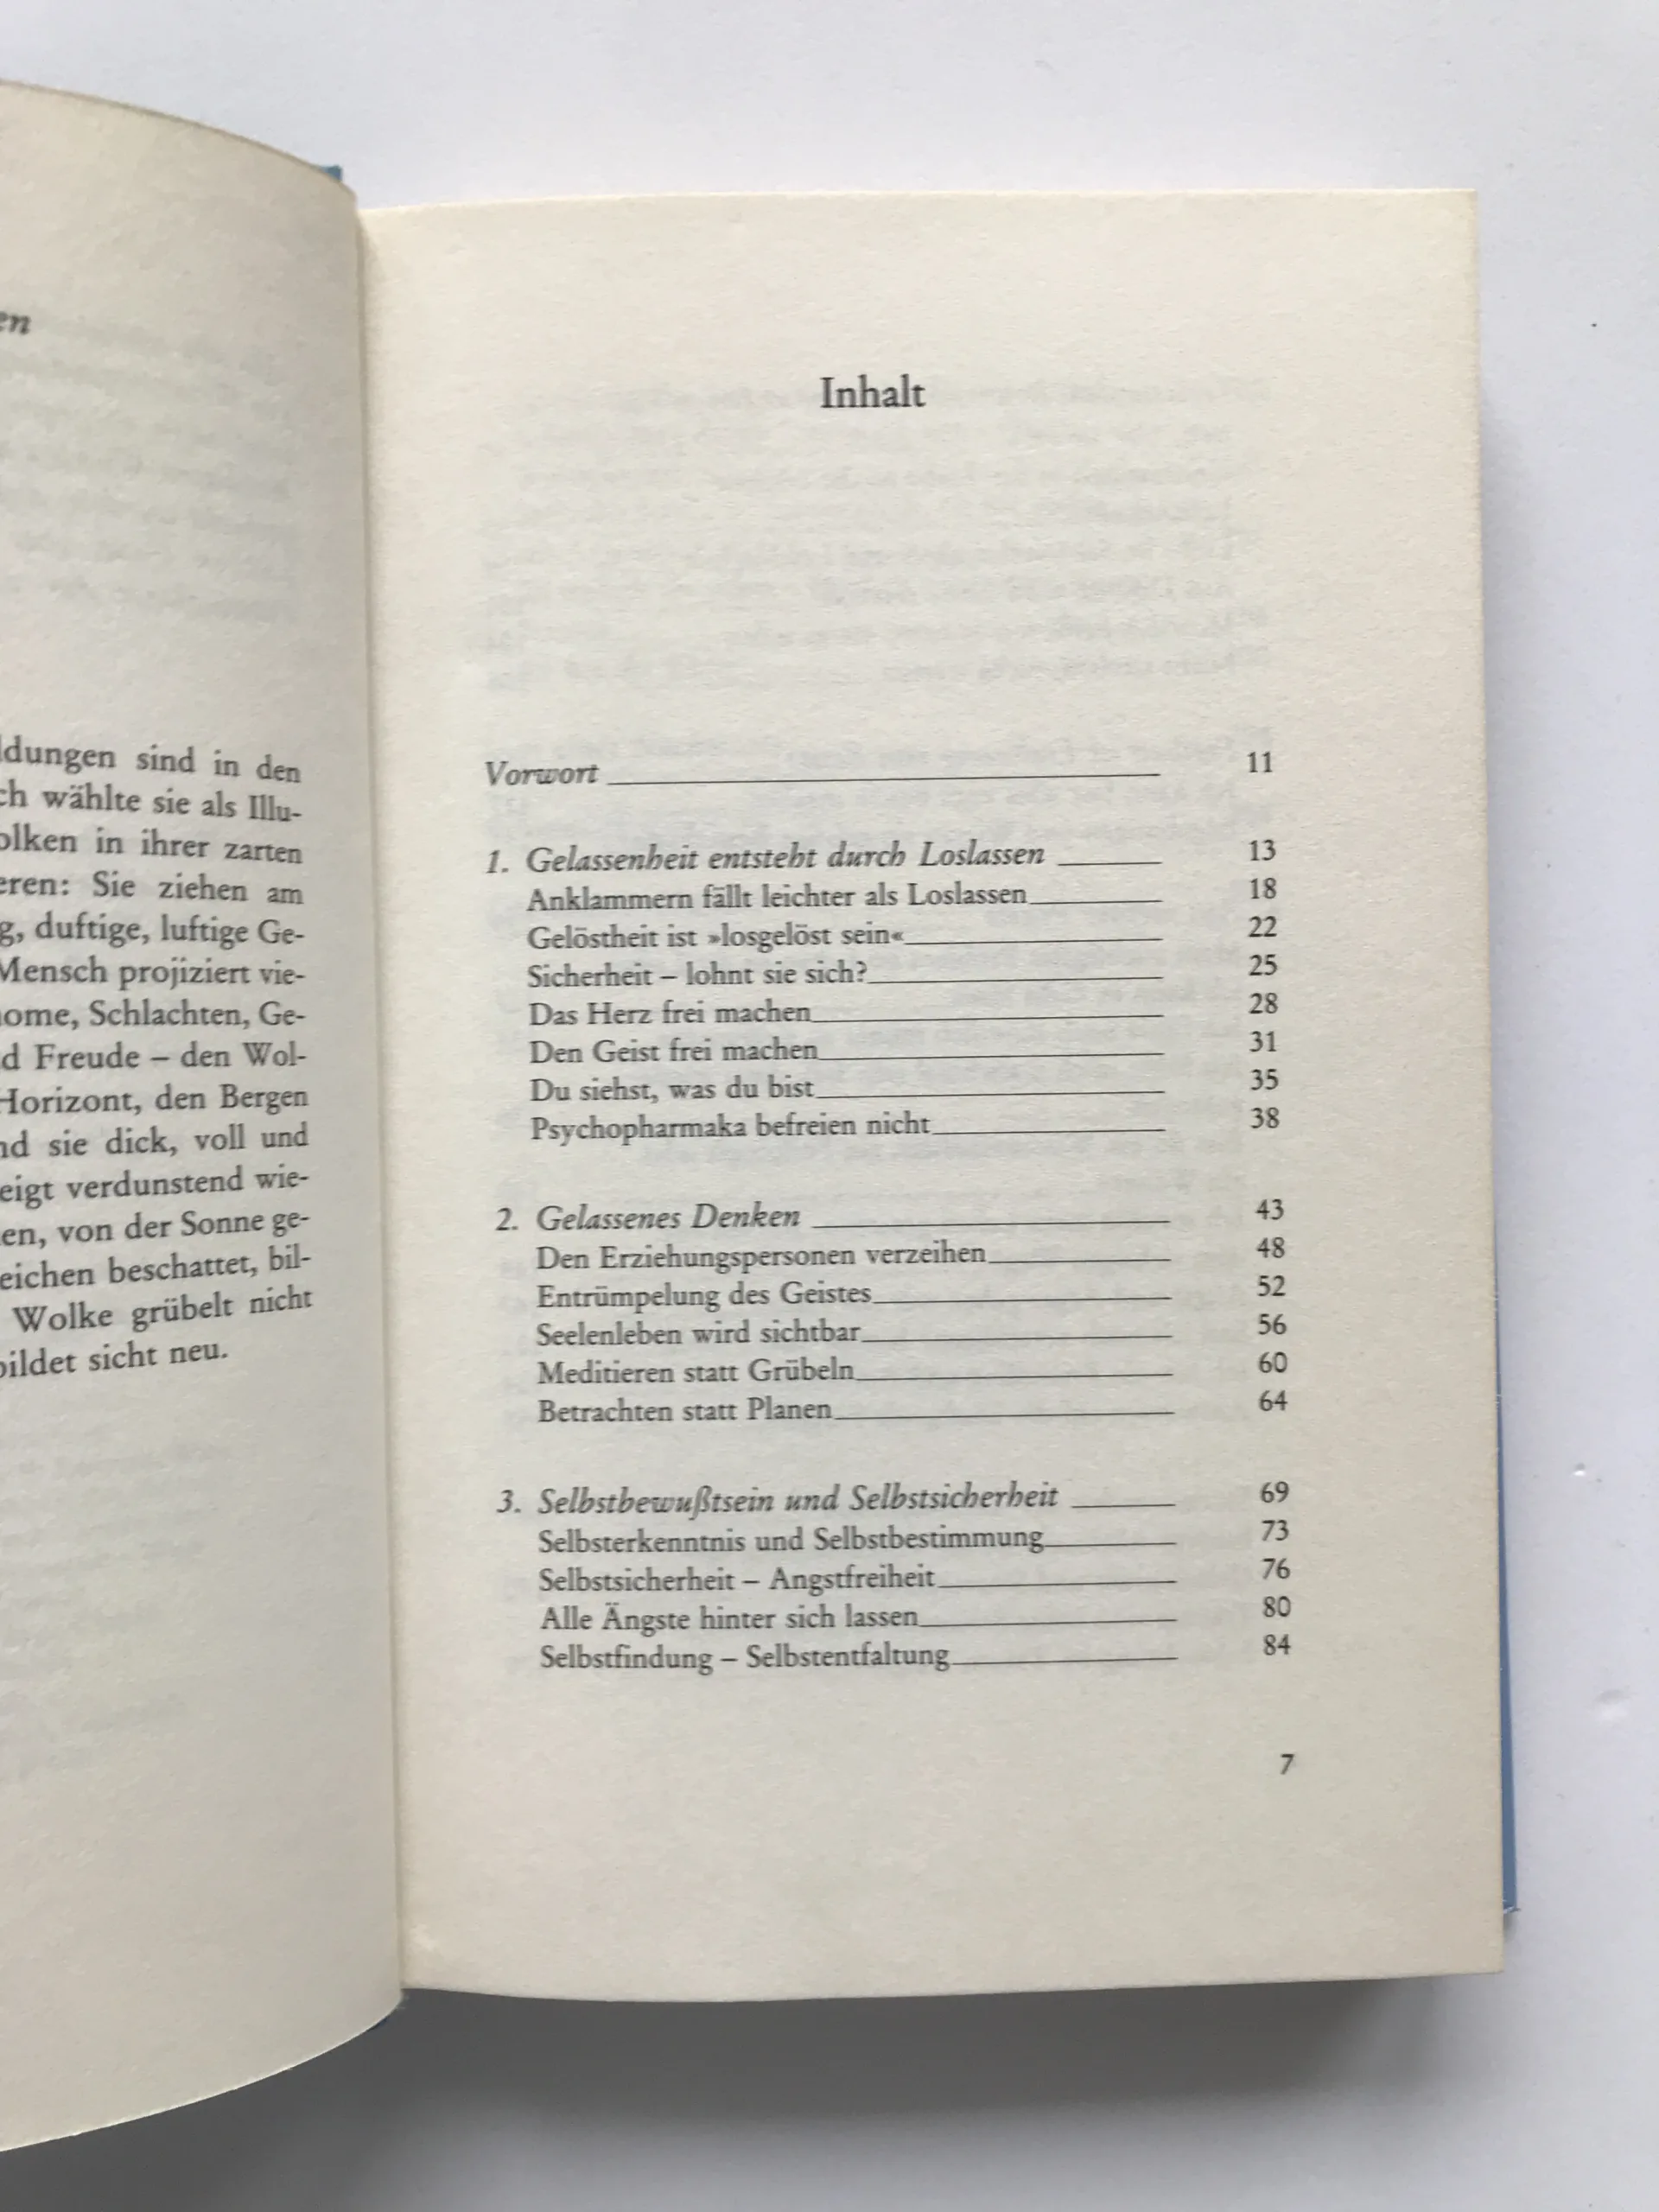 en
dungen sind in den
ch wählte sie als Illu-
olken in ihrer zarten
eren: Sie ziehen am
g, duftige, luftige Ge-
Mensch projiziert vie-
ome, Schlachten, Ge-
d Freude – den Wol-
Horizont, den Bergen
nd sie dick, voll und
eigt verdunstend wie-
en, von der Sonne ge-
eichen beschattet, bil-
Wolke grübelt nicht
bildet sicht neu.
Inhalt
Vorwort 11
1. Gelassenheit entsteht durch Loslassen 13
Anklammern fällt leichter als Loslassen 18
Gelöstheit ist »losgelöst sein« 22
Sicherheit – lohnt sie sich? 25
Das Herz frei machen 28
Den Geist frei machen 31
Du siehst, was du bist 35
Psychopharmaka befreien nicht 38
2. Gelassenes Denken 43
Den Erziehungspersonen verzeihen 48
Entrümpelung des Geistes 52
Seelenleben wird sichtbar 56
Meditieren statt Grübeln 60
Betrachten statt Planen 64
3. Selbstbewußtsein und Selbstsicherheit 69
Selbsterkenntnis und Selbstbestimmung 73
Selbstsicherheit – Angstfreiheit 76
Alle Ängste hinter sich lassen 80
Selbstfindung – Selbstentfaltung 84
7